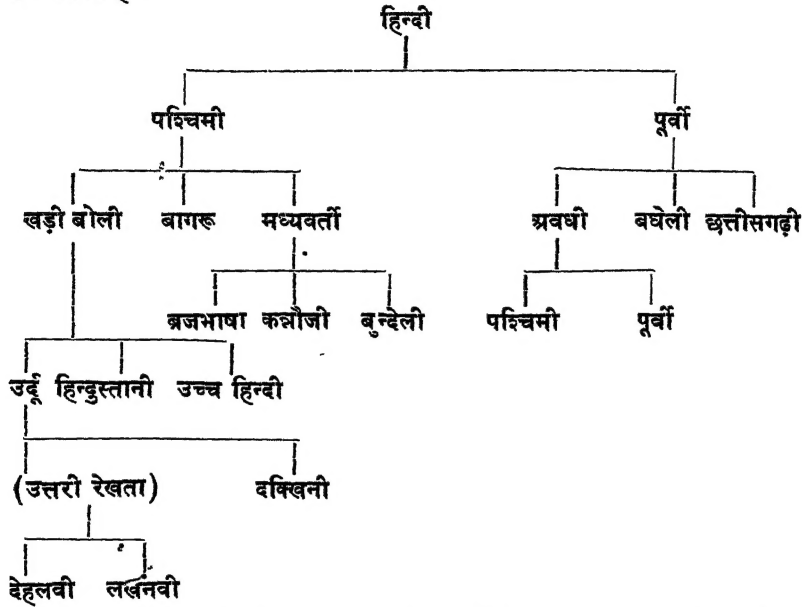 हिन्दी
पश्चिमी पूर्वी
खड़ी बोली बागरू मध्यवर्ती अवधी बघेली छत्तीसगढ़ी
ब्रजभाषा कन्नौजी बुन्देली पश्चिमी पूर्वी
उर्दू हिन्दुस्तानी उच्च हिन्दी
(उत्तरी रेखता) दक्खिनी
देहलवी लखनवी